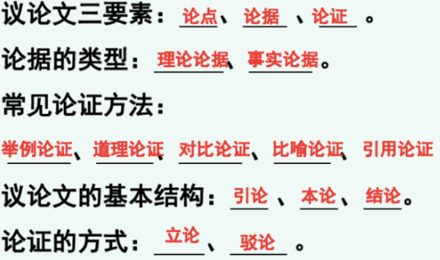 议论文三要素：论点、论据、论证。
论据的类型：理论论据、事实论据。
常见论证方法：
举例论证、道理论证、对比论证、比喻论证、引用论证
议论文的基本结构：引论、本论、结论。
论证的方式：立论、驳论。